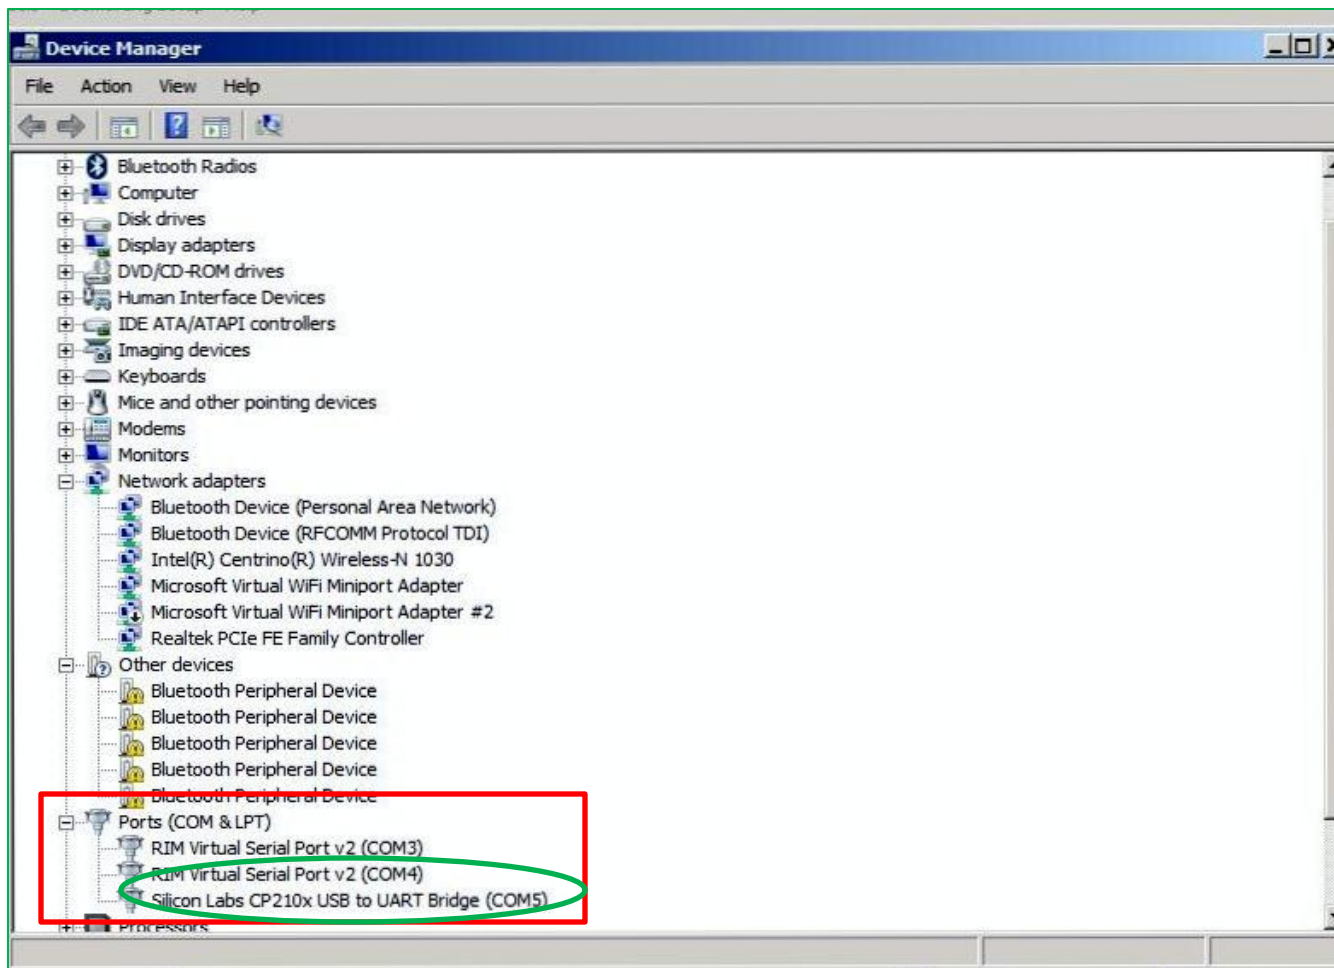 Device Manager
File Action View Help
Bluetooth Radios
Computer
Disk drives
Display adapters
DVD/CD-ROM drives
Human Interface Devices
IDE ATA/ATAPI controllers
Imaging devices
Keyboards
Mice and other pointing devices
Modems
Monitors
Network adapters
Bluetooth Device (Personal Area Network)
Bluetooth Device (RFCOMM Protocol TDI)
Intel(R) Centrino(R) Wireless-N 1030
Microsoft Virtual WiFi Miniport Adapter
Microsoft Virtual WiFi Miniport Adapter #2
Realtek PCIe FE Family Controller
Other devices
Bluetooth Peripheral Device
Bluetooth Peripheral Device
Bluetooth Peripheral Device
Bluetooth Peripheral Device
Bluetooth Peripheral Device
Ports (COM & LPT)
RIM Virtual Serial Port v2 (COM3)
RIM Virtual Serial Port v2 (COM4)
Silicon Labs CP210x USB to UART Bridge (COM5)
Processors